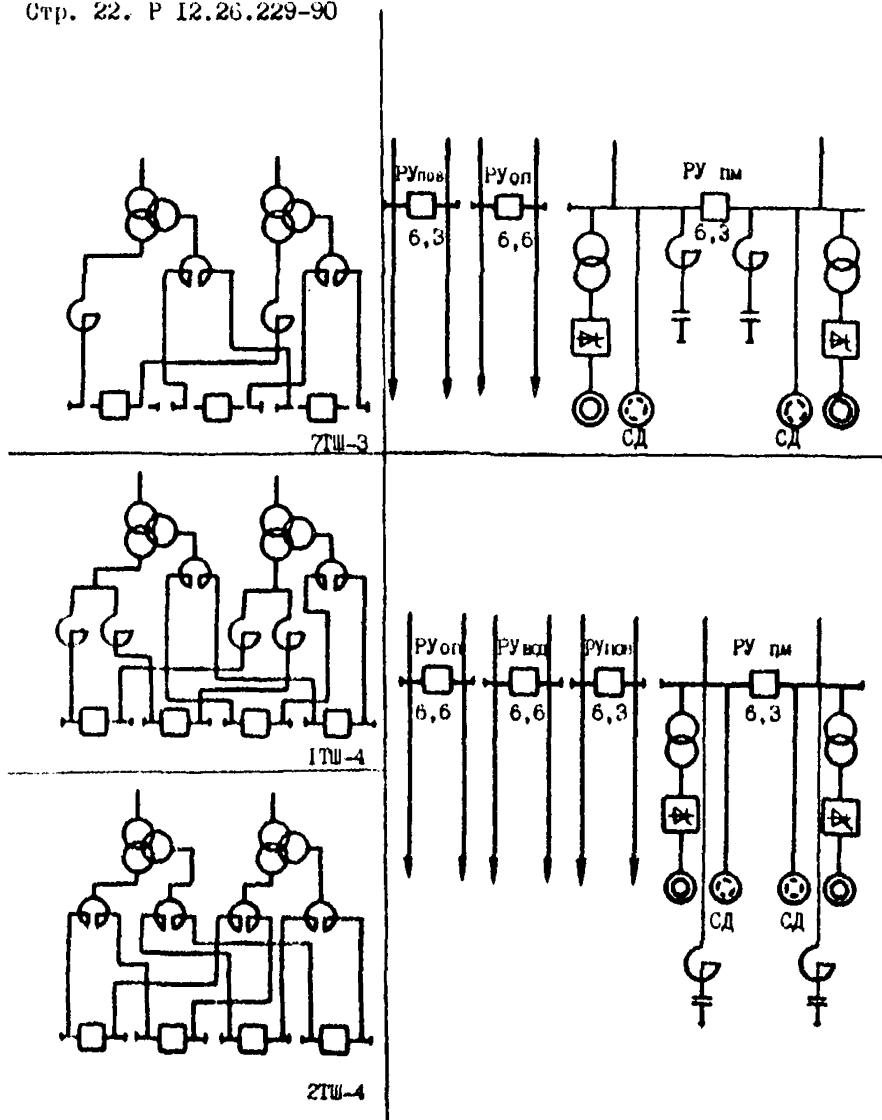 Стр. 22. Р 12.26.229-90
РУпов РУоп РУ пм
6,3 6,6 6,3
СД СД
7ТШ-3
РУоп РУвсп РУпов РУ пм
6,6 6,6 6,3 6,3
1ТШ-4
СД СД
2ТШ-4